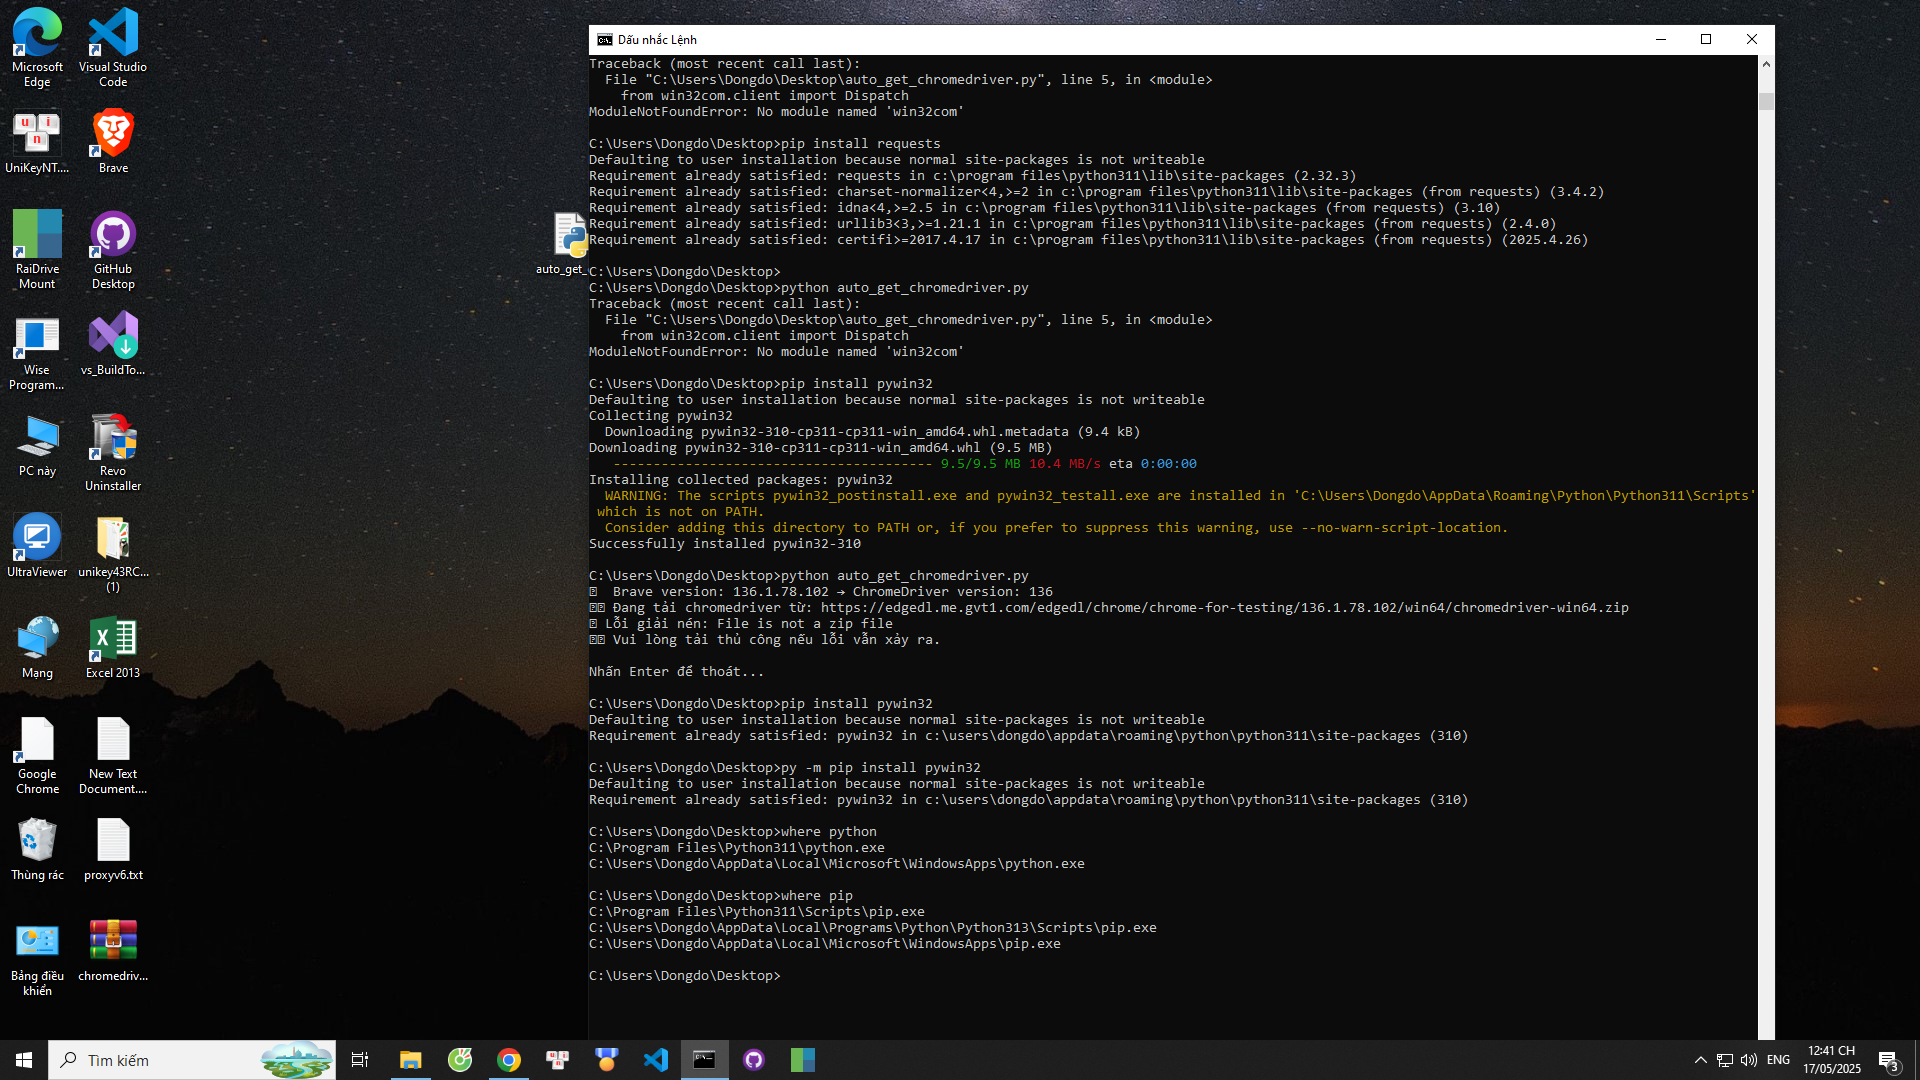 Microsoft
Edge
Visual Studio
Code
UniKeyNT....
Brave
RaiDrive
Mount
GitHub
Desktop
Wise
Program...
vs_BuildTo...
PC này
Revo
Uninstaller
UltraViewer
unikey43RC...
(1)
Mạng
Excel 2013
Google
Chrome
New Text
Document....
Thùng rác
proxyv6.txt
Bảng điều
khiển
chromedriv...
auto_get_
Dấu nhắc Lệnh
Traceback (most recent call last):
  File "C:\Users\Dongdo\Desktop\auto_get_chromedriver.py", line 5, in <module>
    from win32com.client import Dispatch
ModuleNotFoundError: No module named 'win32com'
C:\Users\Dongdo\Desktop>pip install requests
Defaulting to user installation because normal site-packages is not writeable
Requirement already satisfied: requests in c:\program files\python311\lib\site-packages (2.32.3)
Requirement already satisfied: charset-normalizer<4,>=2 in c:\program files\python311\lib\site-packages (from requests) (3.4.2)
Requirement already satisfied: idna<4,>=2.5 in c:\program files\python311\lib\site-packages (from requests) (3.10)
Requirement already satisfied: urllib3<3,>=1.21.1 in c:\program files\python311\lib\site-packages (from requests) (2.4.0)
Requirement already satisfied: certifi>=2017.4.17 in c:\program files\python311\lib\site-packages (from requests) (2025.4.26)
C:\Users\Dongdo\Desktop>
C:\Users\Dongdo\Desktop>python auto_get_chromedriver.py
Traceback (most recent call last):
  File "C:\Users\Dongdo\Desktop\auto_get_chromedriver.py", line 5, in <module>
    from win32com.client import Dispatch
ModuleNotFoundError: No module named 'win32com'
C:\Users\Dongdo\Desktop>pip install pywin32
Defaulting to user installation because normal site-packages is not writeable
Collecting pywin32
  Downloading pywin32-310-cp311-cp311-win_amd64.whl.metadata (9.4 kB)
Downloading pywin32-310-cp311-cp311-win_amd64.whl (9.5 MB)
   ---------------------------------------- 9.5/9.5 MB 10.4 MB/s eta 0:00:00
Installing collected packages: pywin32
  WARNING: The scripts pywin32_postinstall.exe and pywin32_testall.exe are installed in 'C:\Users\Dongdo\AppData\Roaming\Python\Python311\Scripts'
 which is not on PATH.
  Consider adding this directory to PATH or, if you prefer to suppress this warning, use --no-warn-script-location.
Successfully installed pywin32-310
C:\Users\Dongdo\Desktop>python auto_get_chromedriver.py
Brave version: 136.1.78.102 → ChromeDriver version: 136
Đang tải chromedriver từ: https://edgedl.me.gvt1.com/edgedl/chrome/chrome-for-testing/136.1.78.102/win64/chromedriver-win64.zip
Lỗi giải nén: File is not a zip file
Vui lòng tải thủ công nếu lỗi vẫn xảy ra.
Nhấn Enter để thoát...
C:\Users\Dongdo\Desktop>pip install pywin32
Defaulting to user installation because normal site-packages is not writeable
Requirement already satisfied: pywin32 in c:\users\dongdo\appdata\roaming\python\python311\site-packages (310)
C:\Users\Dongdo\Desktop>py -m pip install pywin32
Defaulting to user installation because normal site-packages is not writeable
Requirement already satisfied: pywin32 in c:\users\dongdo\appdata\roaming\python\python311\site-packages (310)
C:\Users\Dongdo\Desktop>where python
C:\Program Files\Python311\python.exe
C:\Users\Dongdo\AppData\Local\Microsoft\WindowsApps\python.exe
C:\Users\Dongdo\Desktop>where pip
C:\Program Files\Python311\Scripts\pip.exe
C:\Users\Dongdo\AppData\Local\Programs\Python\Python313\Scripts\pip.exe
C:\Users\Dongdo\AppData\Local\Microsoft\WindowsApps\pip.exe
C:\Users\Dongdo\Desktop>
Tìm kiếm
ENG
12:41 CH
17/05/2025
3